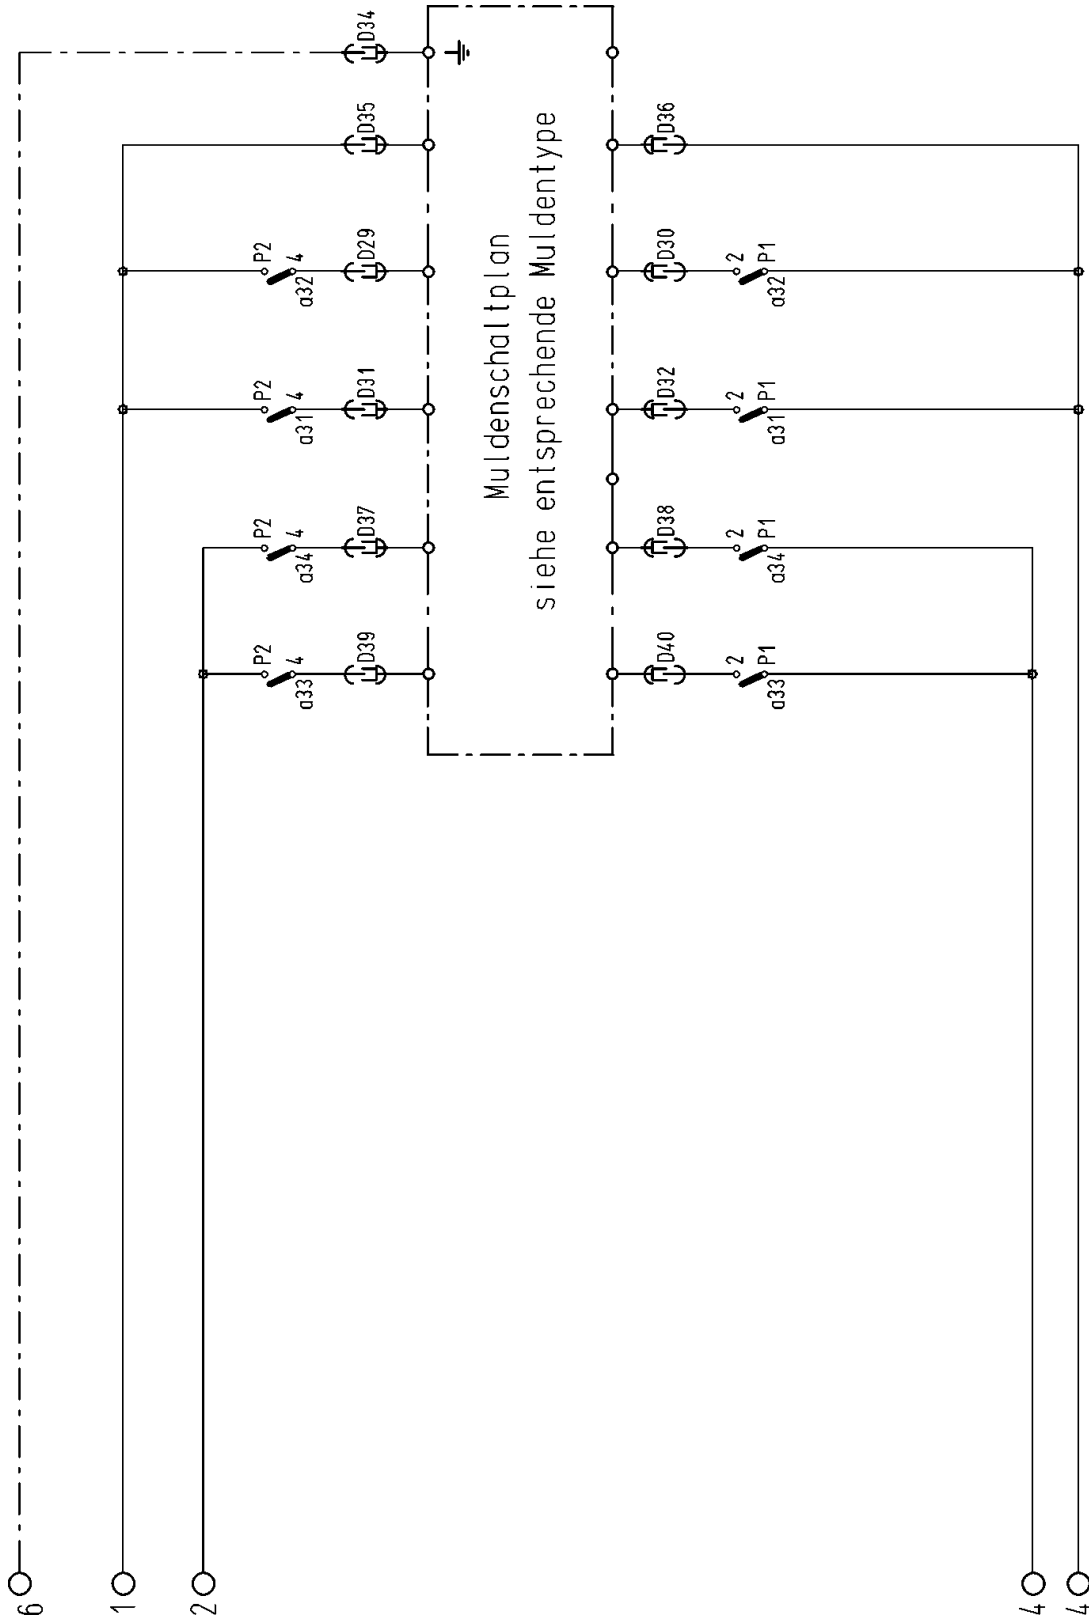 D34
D35
P2
4
a32
D29
P2
4
a31
D31
P2
4
a34
D37
P2
4
a33
D39
Muldenschaltplan
siehe entsprechende Muldentype
D36
D30
2
P1
a32
D32
2
P1
a31
D38
2
P1
a34
D40
2
P1
a33
6
1
2
4
4